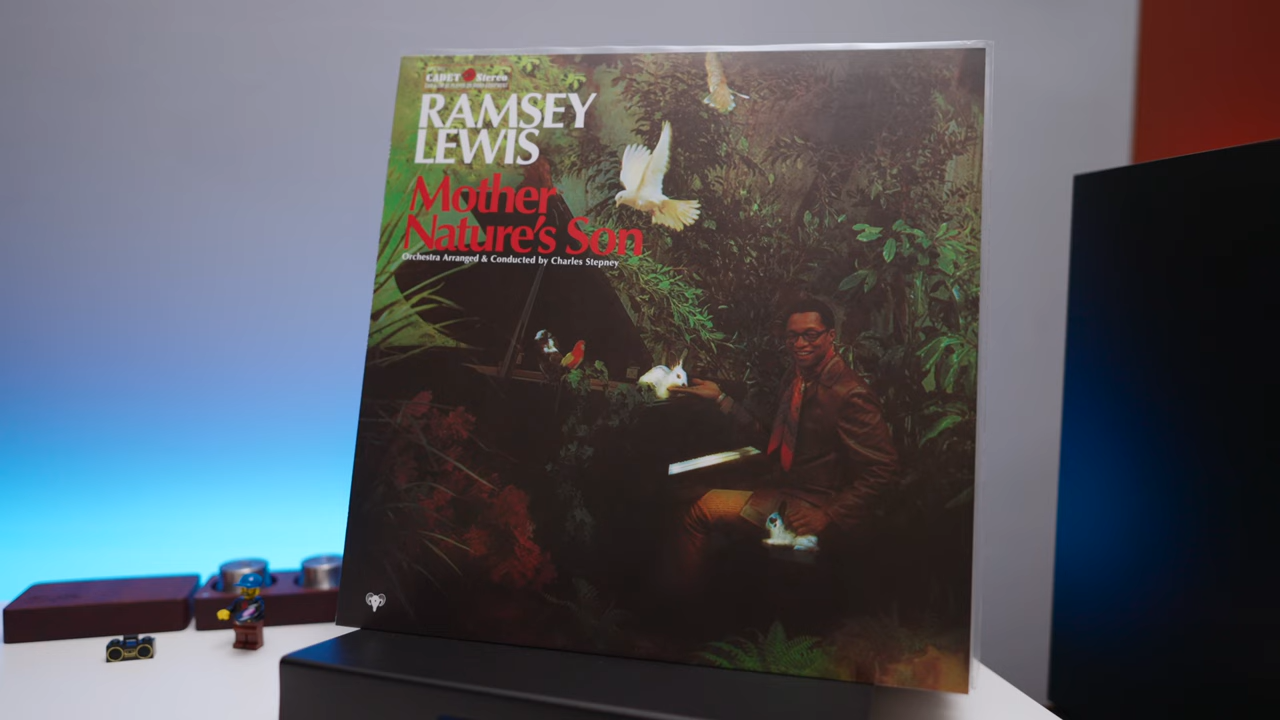 CADET Stereo
RAMSEY
LEWIS
Mother
Nature's Son
Orchestra Arranged & Conducted by Charles Stepney